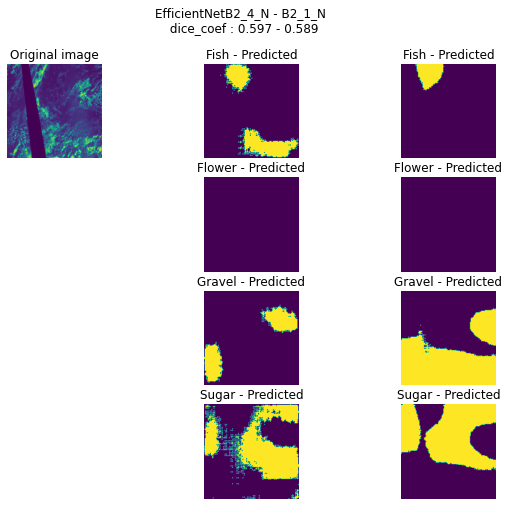 EfficientNetB2_4_N - B2_1_N
dice_coef : 0.597 - 0.589
Original image
Fish - Predicted
Fish - Predicted
Flower - Predicted
Flower - Predicted
Gravel - Predicted
Gravel - Predicted
Sugar - Predicted
Sugar - Predicted